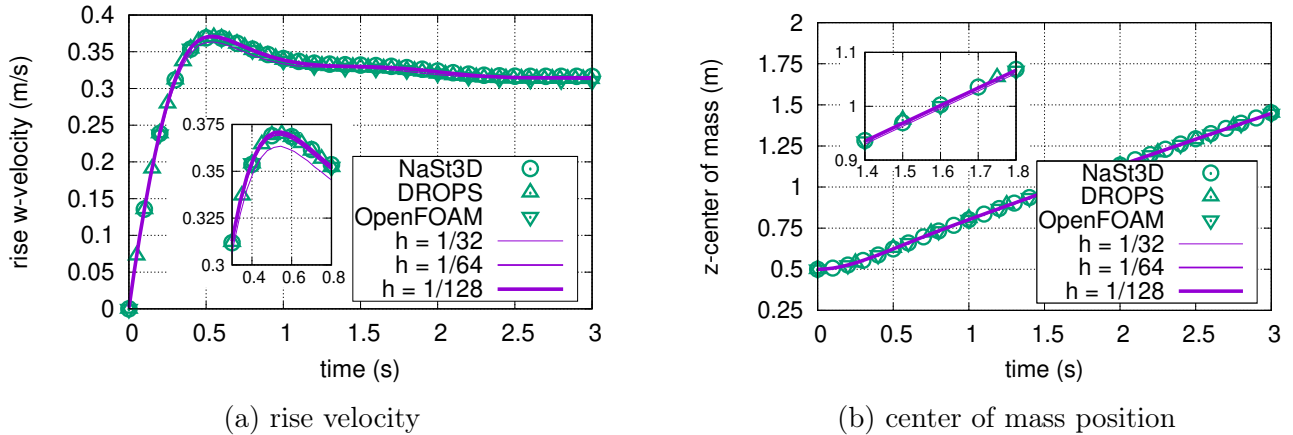 0.4
0.35
0.3
0.25
0.2
0.15
0.1
0.05
0
rise w-velocity (m/s)
0.375
0.35
0.325
0.3
0.4 0.6 0.8
NaSt3D
DROPS
OpenFOAM
h = 1/32
h = 1/64
h = 1/128
0 0.5 1 1.5 2 2.5 3
time (s)
(a) rise velocity
2
1.75
1.5
1.25
1
0.75
0.5
0.25
z-center of mass (m)
1.1
1
0.9
1.4 1.5 1.6 1.7 1.8
NaSt3D
DROPS
OpenFOAM
h = 1/32
h = 1/64
h = 1/128
0 0.5 1 1.5 2 2.5 3
time (s)
(b) center of mass position